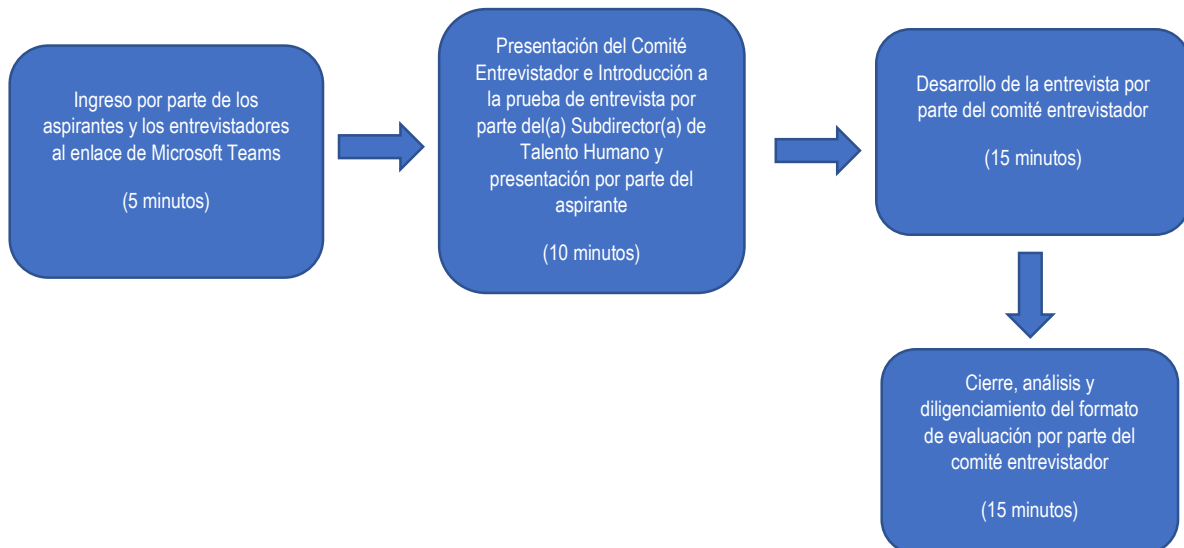 Ingreso por parte de los
aspirantes y los entrevistadores
al enlace de Microsoft Teams
(5 minutos)
Presentación del Comité
Entrevistador e Introducción a
la prueba de entrevista por
parte del(a) Subdirector(a) de
Talento Humano y
presentación por parte del
aspirante
(10 minutos)
Desarrollo de la entrevista por
parte del comité entrevistador
(15 minutos)
Cierre, análisis y
diligenciamiento del formato
de evaluación por parte del
comité entrevistador
(15 minutos)